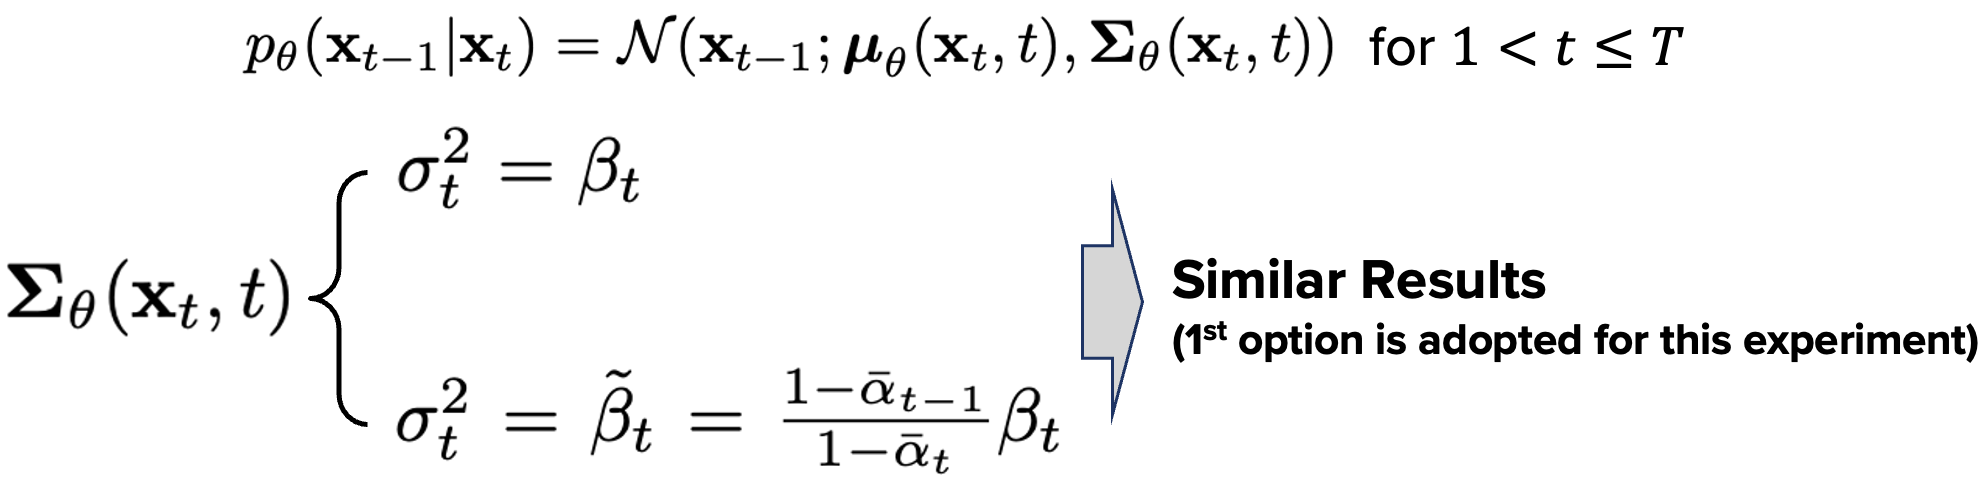 p_θ(x_{t−1}|x_t) = 𝒩(x_{t−1}; μ_θ(x_t, t), Σ_θ(x_t, t)) for 1 < t ≤ T
σ_t^2 = β_t
Σ_θ(x_t, t)
Similar Results
(1st option is adopted for this experiment)
σ_t^2 = β̃_t = \frac{1−ᾱ_{t−1}}{1−ᾱ_t} β_t